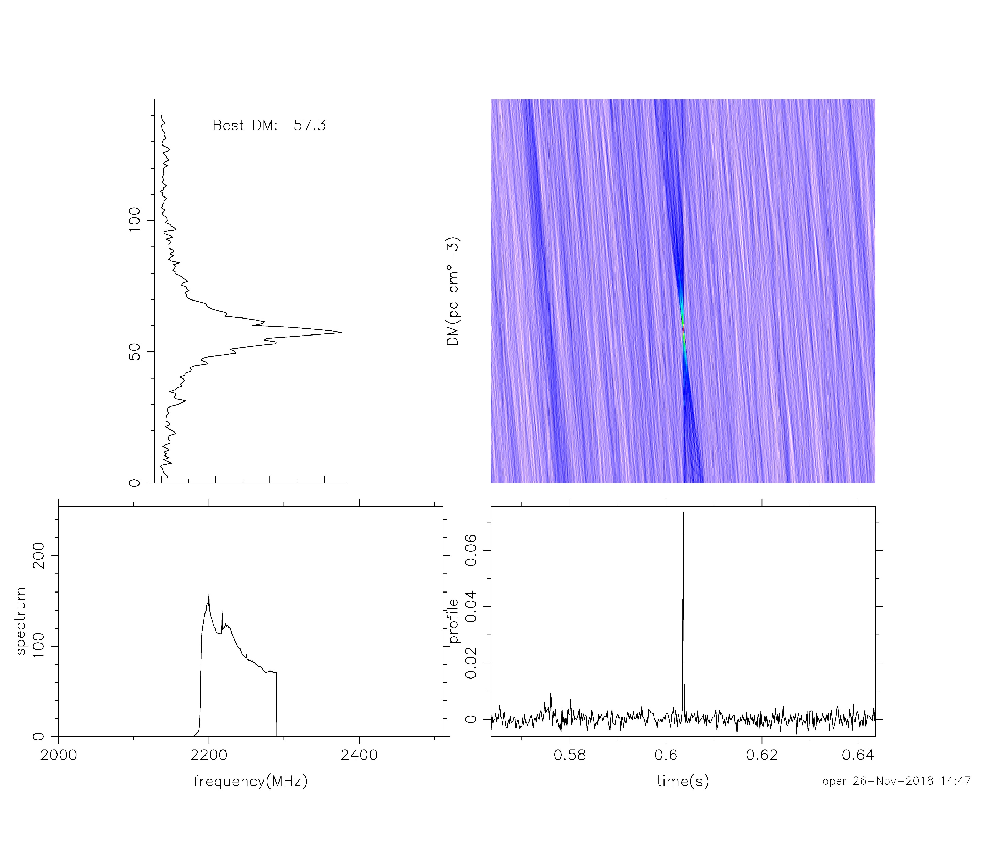 Best DM: 57.3
100
50
0
DM(pc cm°-3)
spectrum
200
100
0
2000 2200 2400
frequency(MHz)
profile
0.06
0.04
0.02
0
0.58 0.6 0.62 0.64
time(s)
oper 26-Nov-2018 14:47